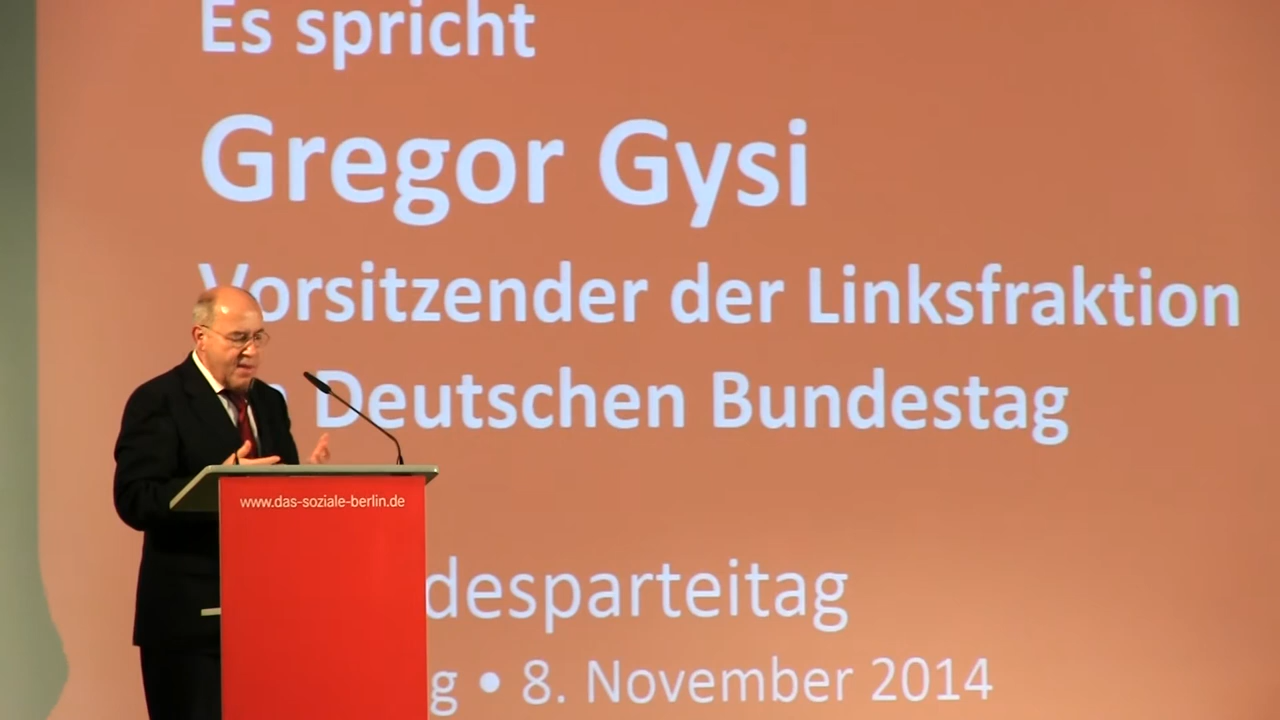 Es spricht
Gregor Gysi
Vorsitzender der Linksfraktion
Deutschen Bundestag
www.das-soziale-berlin.de
desparteitag
g • 8. November 2014